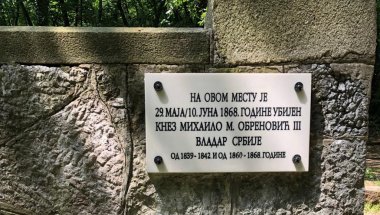 НА ОВОМ МЕСТУ ЈЕ
29. МАЈА/10. ЈУНА 1868. ГОДИНЕ УБИЈЕН
КНЕЗ МИХАИЛО М. ОБРЕНОВИЋ III
ВЛАДАР СРБИЈЕ
ОД 1839 - 1842 И ОД 1860 - 1868. ГОДИНЕ